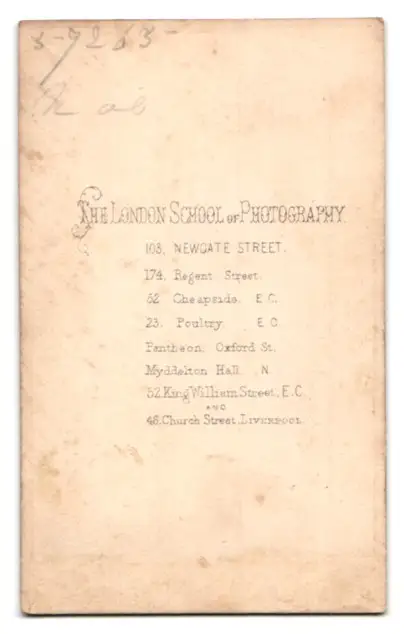 57263
THE LONDON SCHOOL OF PHOTOGRAPHY.
103, NEWGATE STREET.
174, Regent Street.
52 Cheapside. E.C.
23, Poultry. E.C.
Pantheon, Oxford St.
Myddelton Hall. N.
52, King William Street, E.C.
AND
46, Church Street, LIVERPOOL.